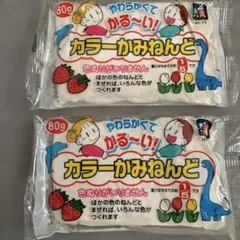 80g
やわらかくて
かる〜い!
カラーかみねんど
色ぬりがいりません
ほかの色のねんどと
まぜれば、いろんな色が
つくれます
80g
やわらかくて
かる〜い!
カラーかみねんど
色ぬりがいりません
ほかの色のねんどと
まぜれば、いろんな色が
つくれます